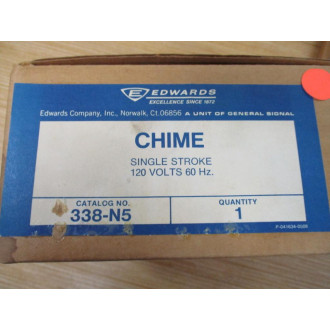 EDWARDS
EXCELLENCE SINCE 1872
Edwards Company, Inc., Norwalk, Ct. 06856 A UNIT OF GENERAL SIGNAL
CHIME
SINGLE STROKE
120 VOLTS 60 Hz.
CATALOG NO.
338-N5
QUANTITY
1